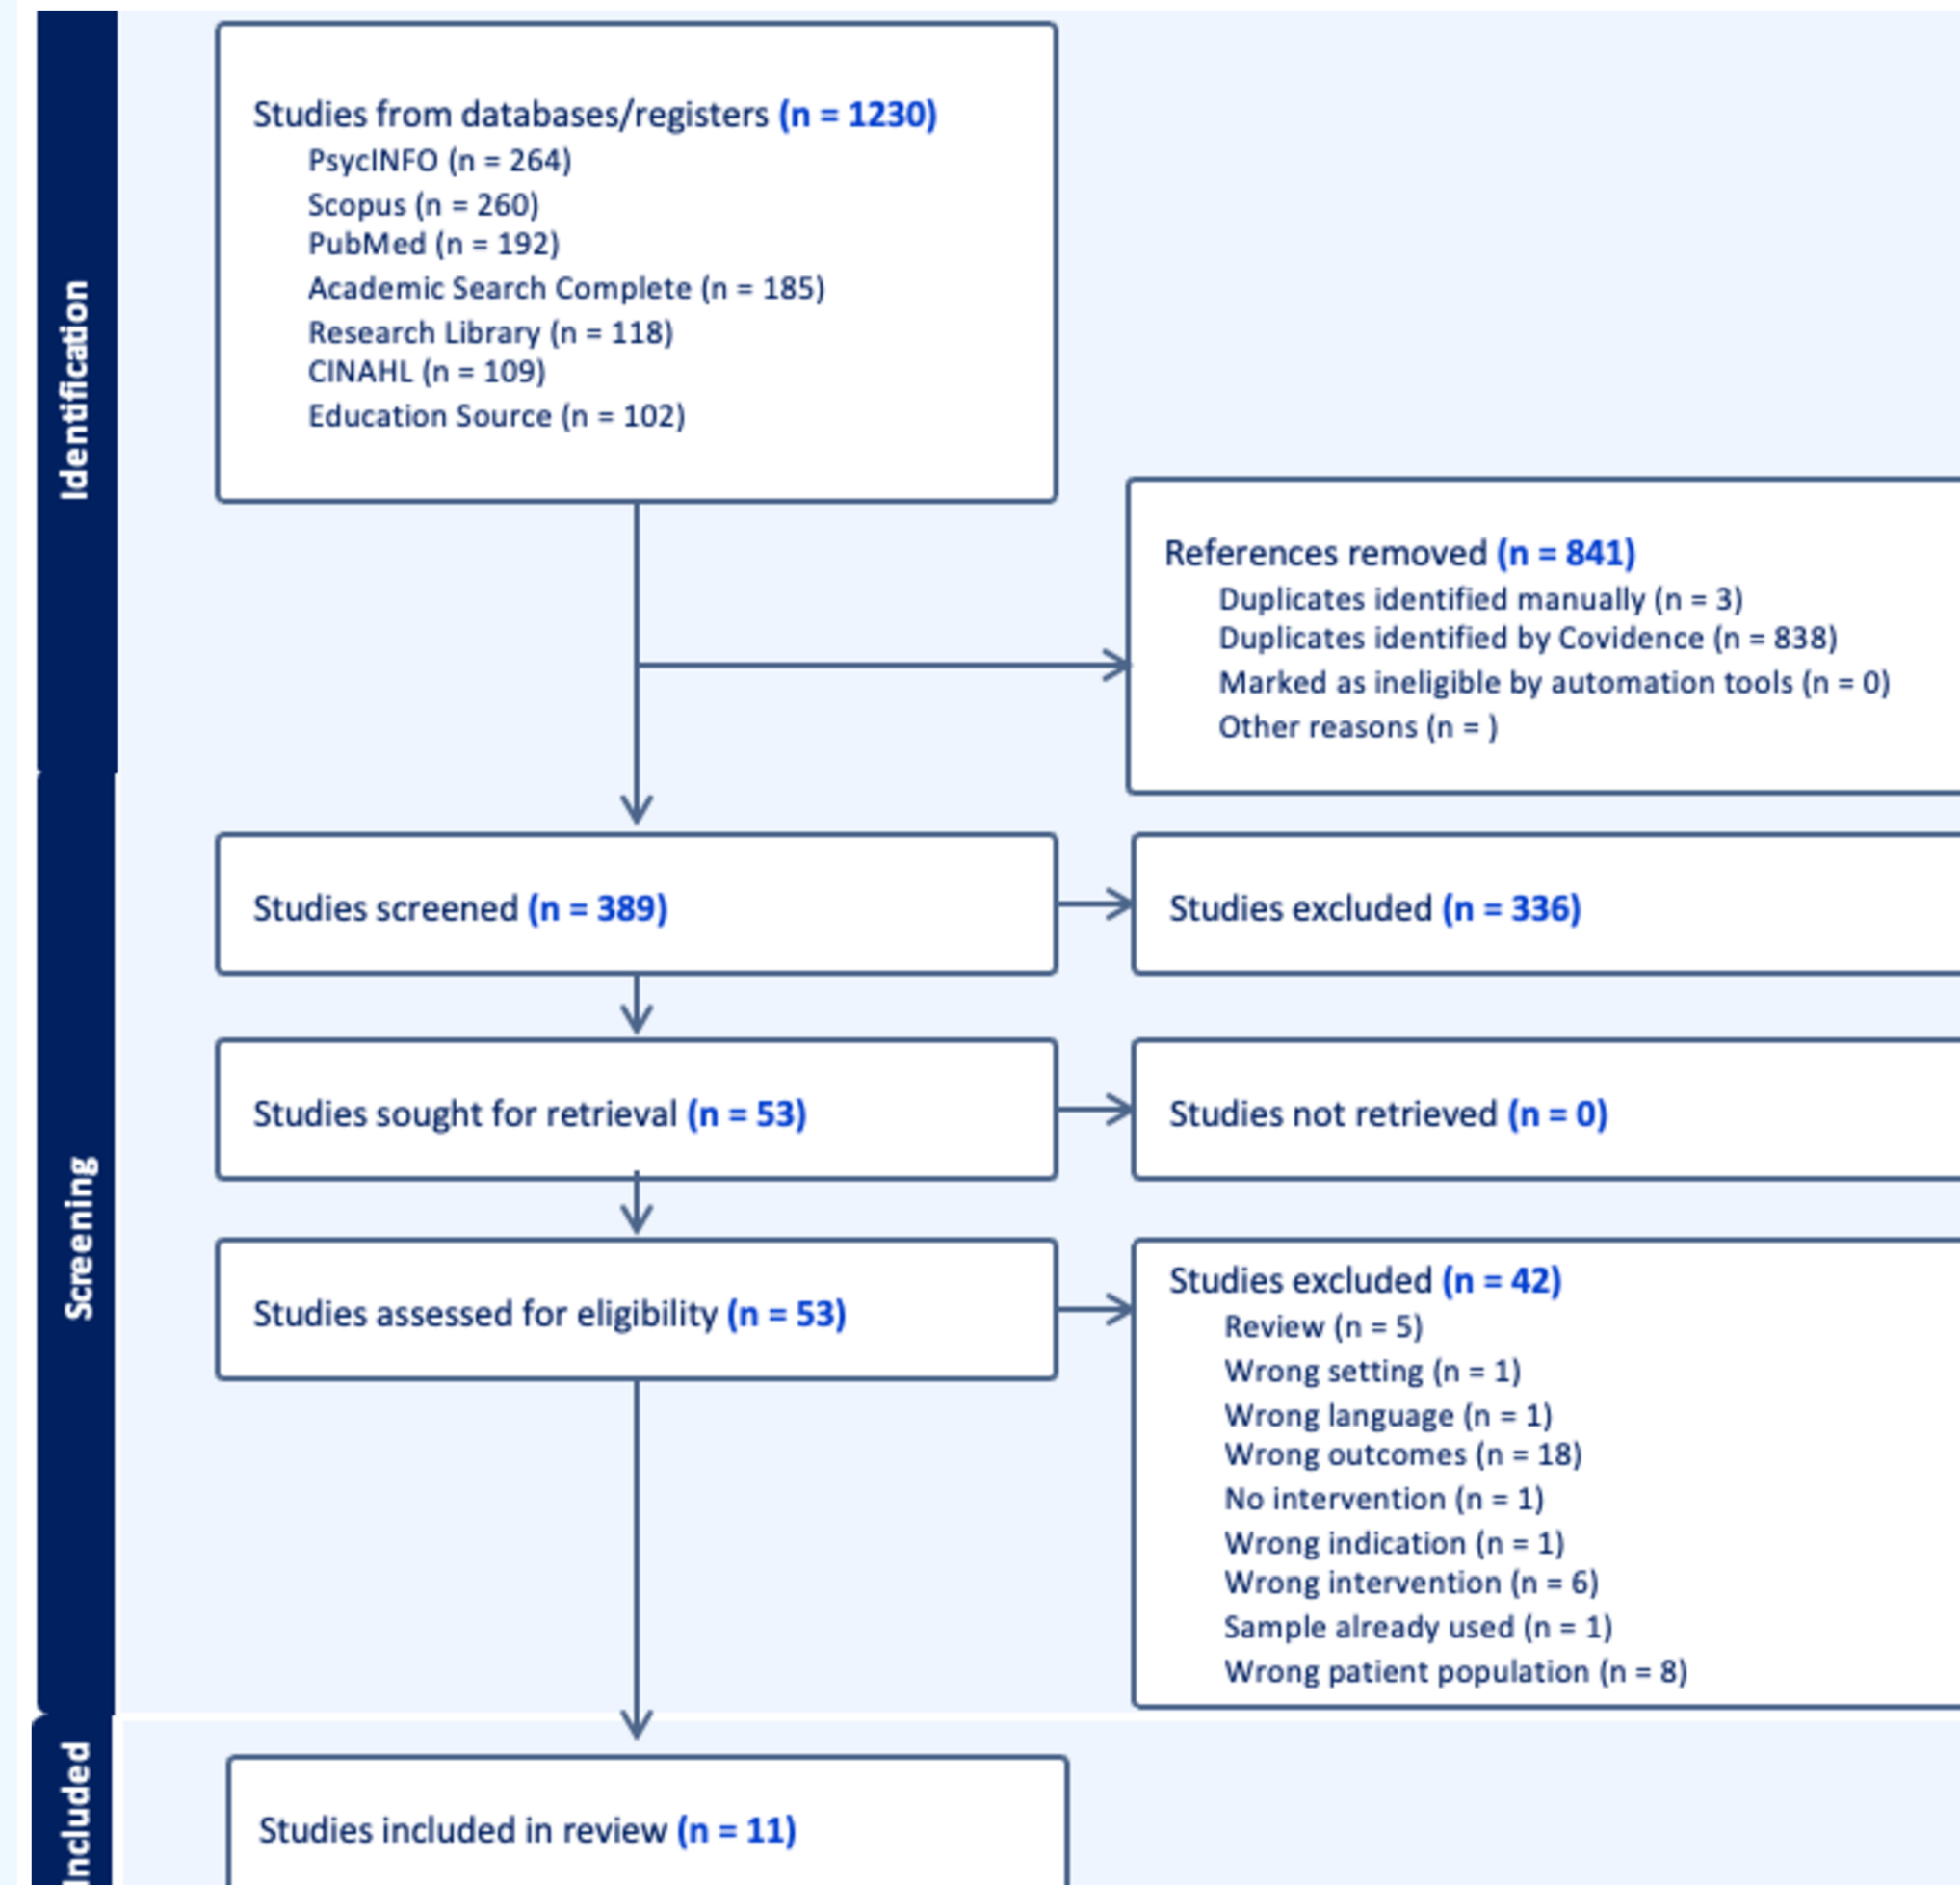 Identification
Studies from databases/registers (n = 1230)
PsycINFO (n = 264)
Scopus (n = 260)
PubMed (n = 192)
Academic Search Complete (n = 185)
Research Library (n = 118)
CINAHL (n = 109)
Education Source (n = 102)
References removed (n = 841)
Duplicates identified manually (n = 3)
Duplicates identified by Covidence (n = 838)
Marked as ineligible by automation tools (n = 0)
Other reasons (n = )
Screening
Studies screened (n = 389)
Studies excluded (n = 336)
Studies sought for retrieval (n = 53)
Studies not retrieved (n = 0)
Studies assessed for eligibility (n = 53)
Studies excluded (n = 42)
Review (n = 5)
Wrong setting (n = 1)
Wrong language (n = 1)
Wrong outcomes (n = 18)
No intervention (n = 1)
Wrong indication (n = 1)
Wrong intervention (n = 6)
Sample already used (n = 1)
Wrong patient population (n = 8)
Included
Studies included in review (n = 11)